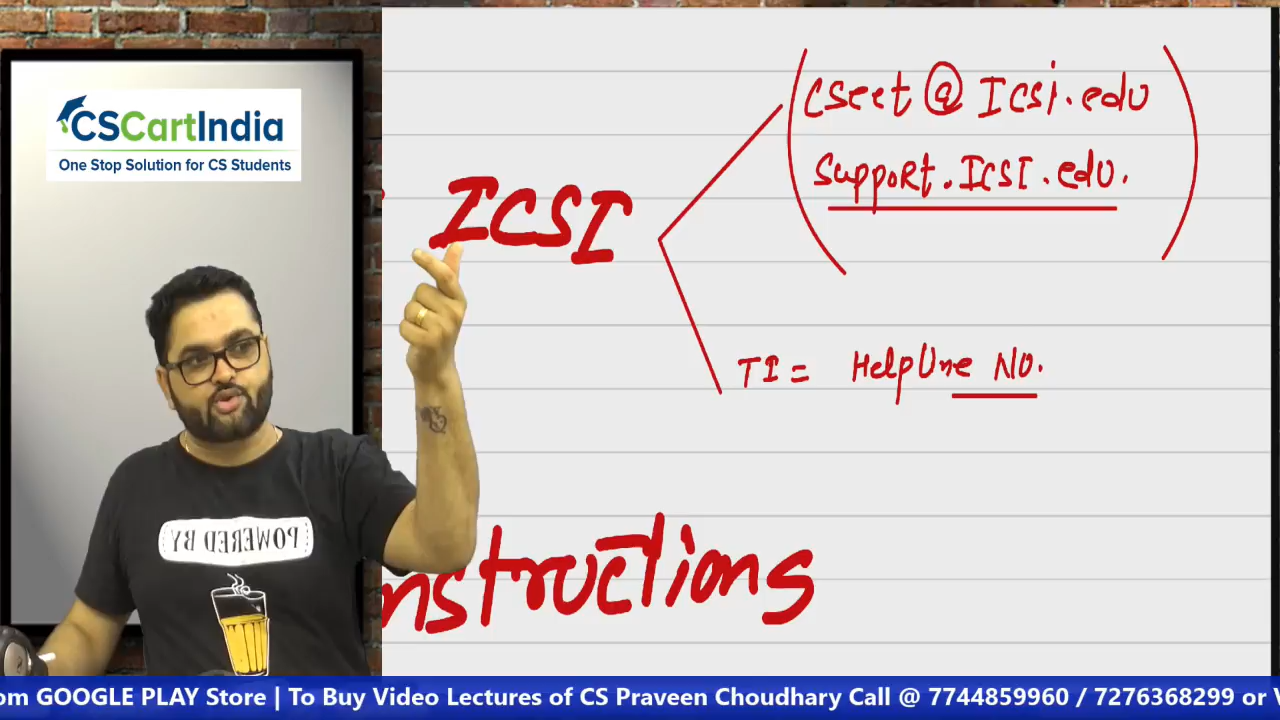 CSCartIndia
One Stop Solution for CS Students
cseet @ Icsi.edu
support.ICSI.edu.
ICSI
TI = Helpline No.
nstructions
POWERED BY
om GOOGLE PLAY Store | To Buy Video Lectures of CS Praveen Choudhary Call @ 7744859960 / 7276368299 or V